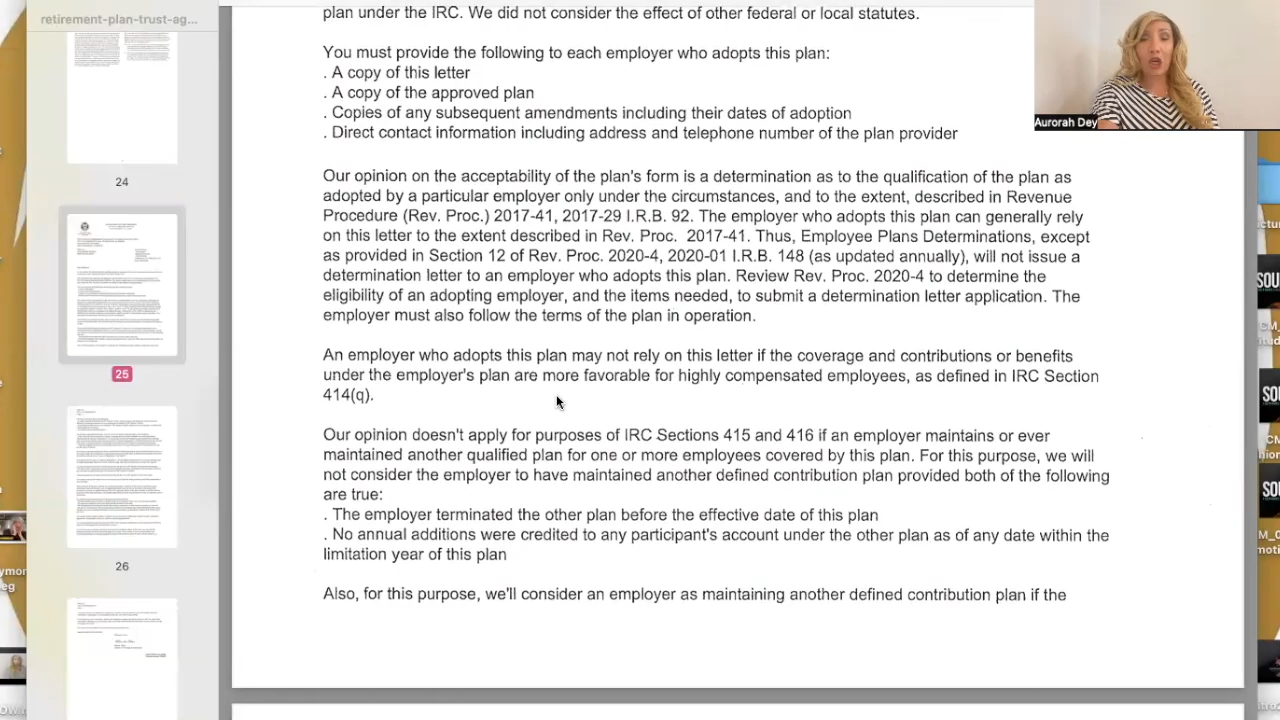 retirement-plan-trust-ag...
plan under the IRC. We did not consider the effect of other federal or local statutes.
You must provide the following to each employer who adopts this plan:
. A copy of this letter
. A copy of the approved plan
. Copies of any subsequent amendments including their dates of adoption
. Direct contact information including address and telephone number of the plan provider
Aurorah Dey
Our opinion on the acceptability of the plan's form is a determination as to the qualification of the plan as
adopted by a particular employer only under the circumstances, and to the extent, described in Revenue
Procedure (Rev. Proc.) 2017-41, 2017-29 I.R.B. 92. The employer who adopts this plan can generally rely
on this letter to the extent described in Rev. Proc. 2017-41. Thus, Employee Plans Determinations, except
as provided in Section 12 of Rev. Proc. 2020-4, 2020-01 I.R.B. 148 (as updated annually), will not issue a
determination letter to an employer who adopts this plan. Review Rev. Proc. 2020-4 to determine the
eligibility of an adopting employer, and the items needed, to submit a determination letter application. The
employer must also follow the terms of the plan in operation.
An employer who adopts this plan may not rely on this letter if the coverage and contributions or benefits
under the employer's plan are more favorable for highly compensated employees, as defined in IRC Section
414(q).
Our opinion doesn't apply for purposes of IRC Sections 415 and 416 if an employer maintains or ever
maintained another qualified plan for one or more employees covered by this plan. For this purpose, we will
not consider an employer to have maintained another defined contribution plan provided both of the following
are true:
. The employer terminated the other plan before the effective date of this plan
. No annual additions were credited to any participant's account under the other plan as of any date within the
limitation year of this plan
Also, for this purpose, we'll consider an employer as maintaining another defined contribution plan if the
24
25
26